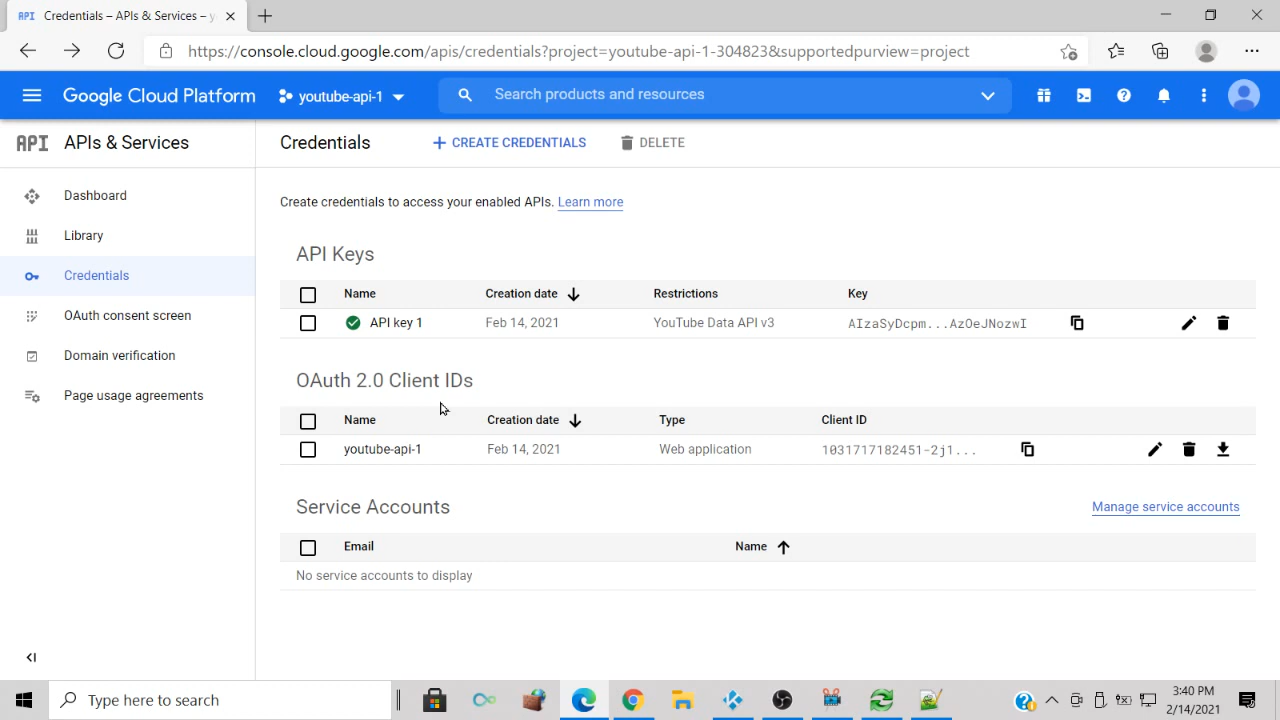 API Credentials – APIs & Services – y
https://console.cloud.google.com/apis/credentials?project=youtube-api-1-304823&supportedpurview=project
Google Cloud Platform youtube-api-1 Search products and resources
API APIs & Services Credentials CREATE CREDENTIALS DELETE
Dashboard
Library
Credentials
OAuth consent screen
Domain verification
Page usage agreements
Create credentials to access your enabled APIs. Learn more
API Keys
Name Creation date Restrictions Key
API key 1 Feb 14, 2021 YouTube Data API v3 AIzaSyDcpm...AzOeJNozwI
OAuth 2.0 Client IDs
Name Creation date Type Client ID
youtube-api-1 Feb 14, 2021 Web application 1031717182451-2j1...
Service Accounts Manage service accounts
Email Name
No service accounts to display
Type here to search
3:40 PM
2/14/2021